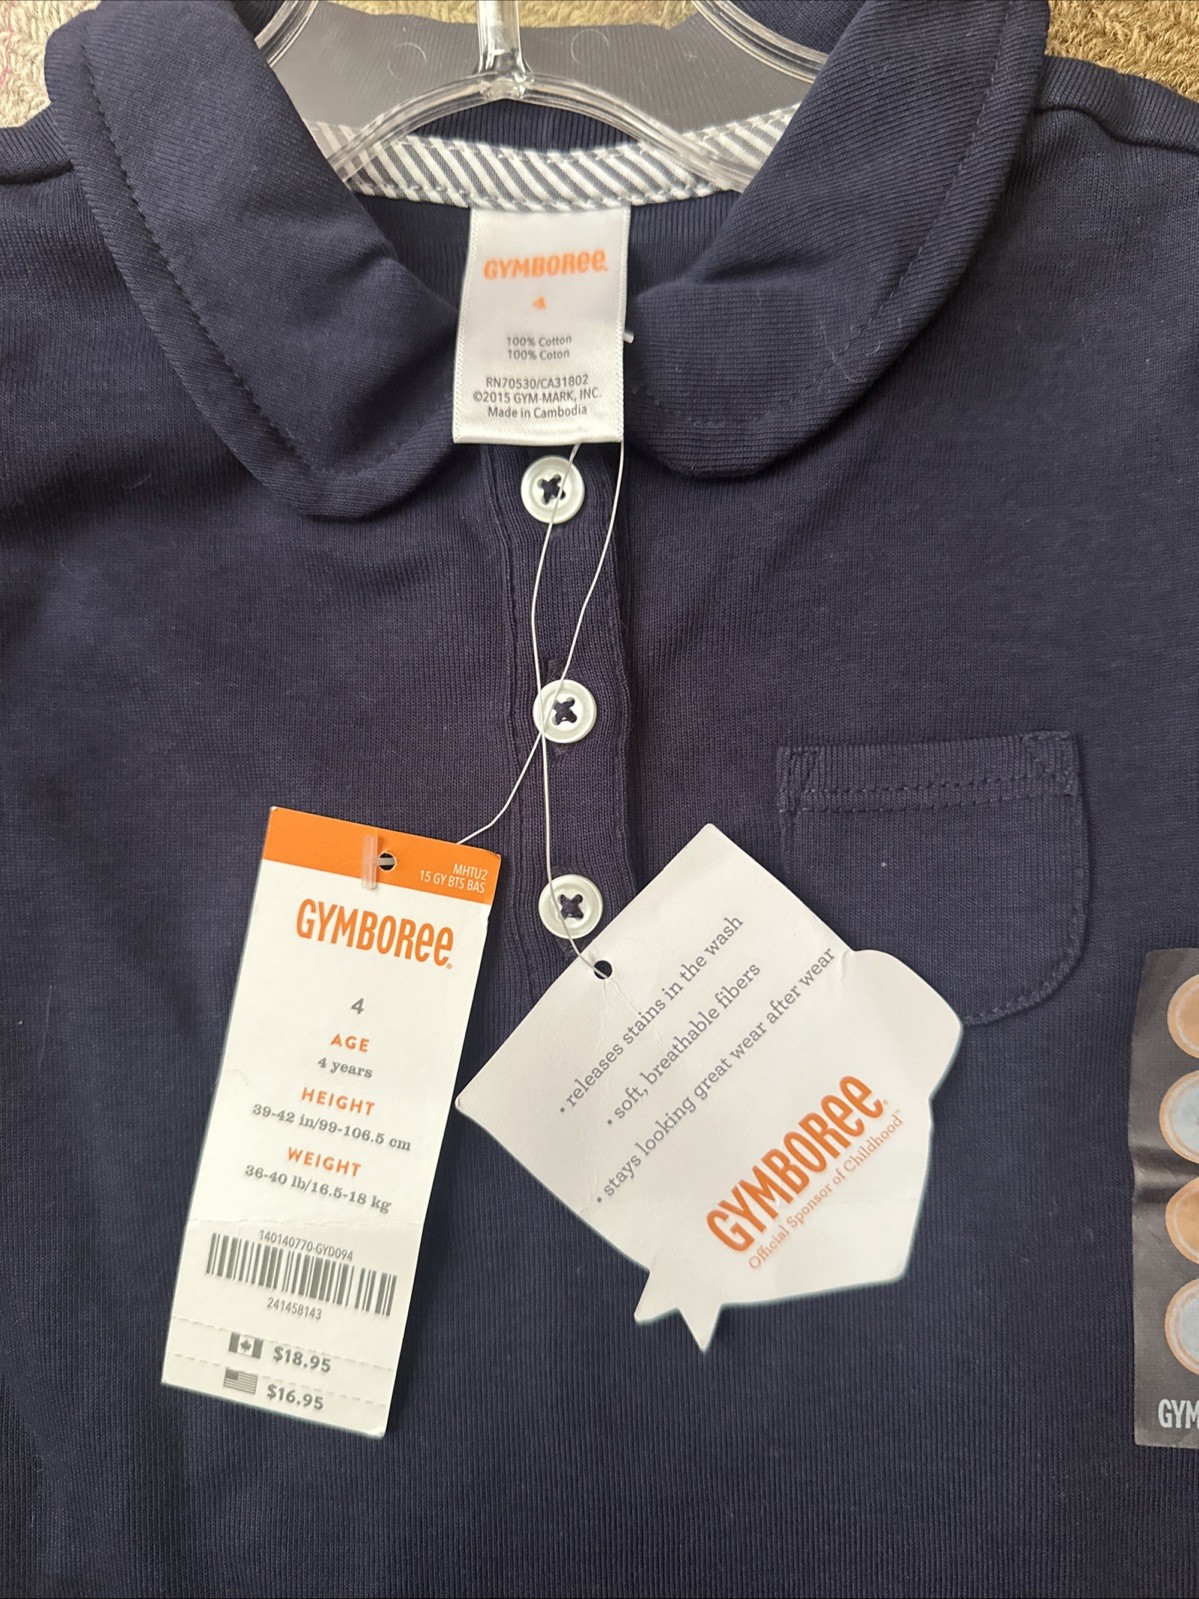 GYMBOREE
4
100% Cotton
100% Coton
RN70530/CA31802
©2015 GYM-MARK, INC.
Made in Cambodia
MHTU2
15 GY BTS BAS
GYMBOREE®
4
AGE
4 years
HEIGHT
39-42 in/99-106.5 cm
WEIGHT
36-40 lb/16.5-18 kg
140140770-GYD094
241458143
$18.95
$16.95
• releases stains in the wash
• soft, breathable fibers
• stays looking great wear after wear
GYMBOREE®
Official Sponsor of Childhood™
GYM